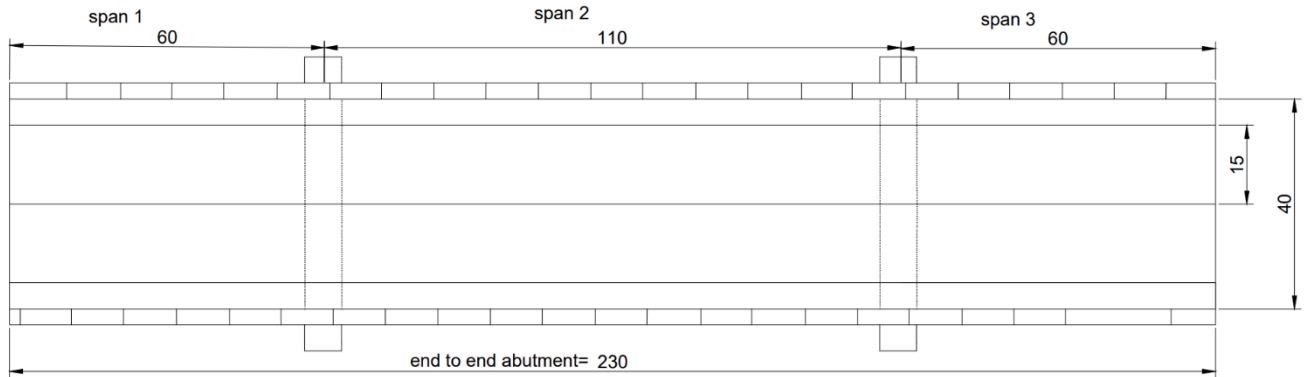 span 1
span 2
span 3
60
110
60
15
40
end to end abutment= 230